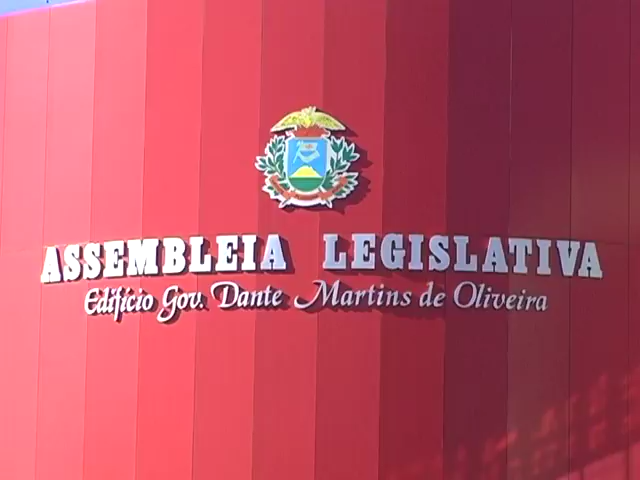 ASSEMBLEIA LEGISLATIVA
Edifício Gov. Dante Martins de Oliveira